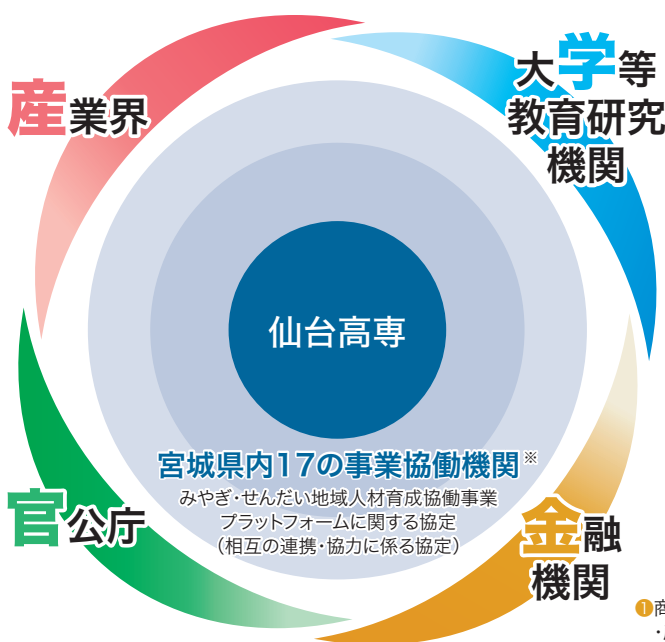 産業界
大学等
教育研究
機関
仙台高専
宮城県内17の事業協働機関※
みやぎ・せんだい地域人材育成協働事業
プラットフォームに関する協定
（相互の連携・協力に係る協定）
官公庁
金融
機関
❶商